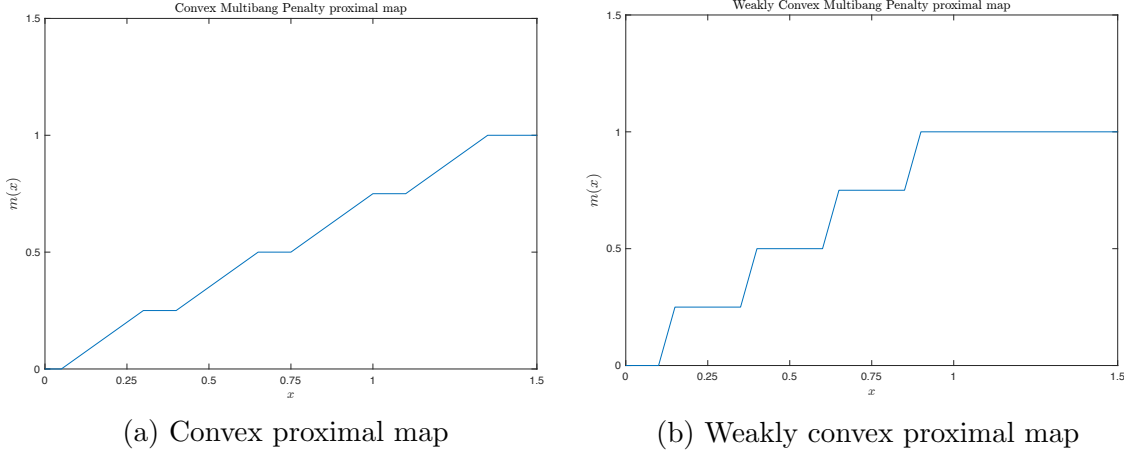 Convex Multibang Penalty proximal map
1.5
1
0.5
0
m(x)
0 0.25 0.5 0.75 1 1.5
x
(a) Convex proximal map
Weakly Convex Multibang Penalty proximal map
1.5
1
0.5
0
m(x)
0 0.25 0.5 0.75 1 1.5
x
(b) Weakly convex proximal map